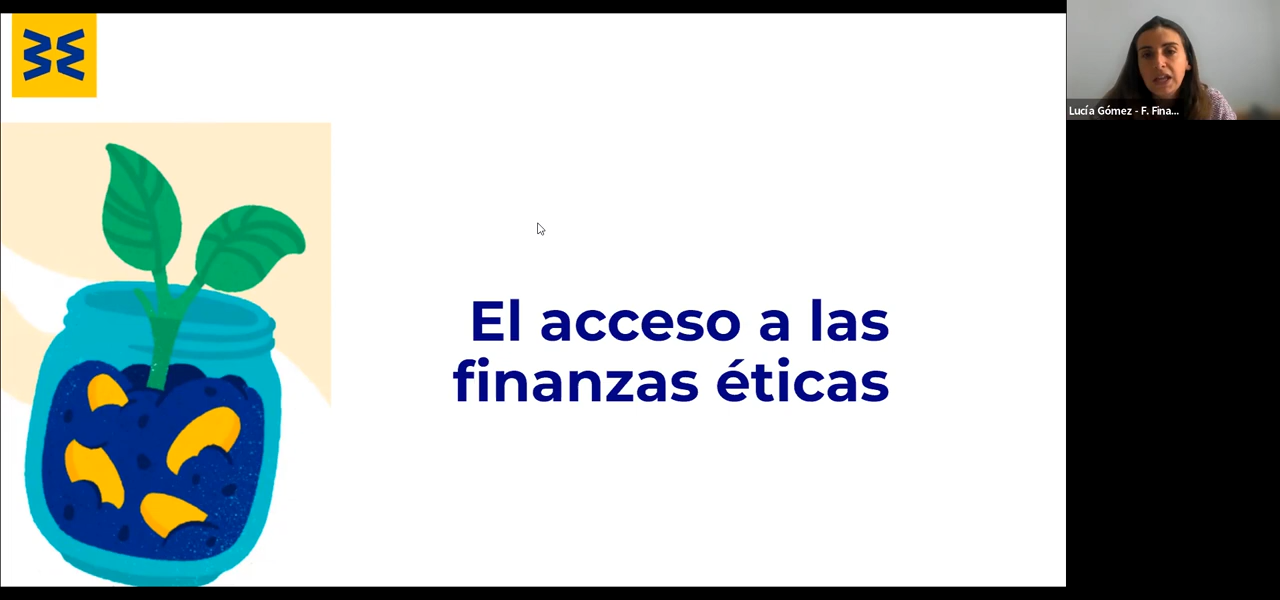 El acceso a las
finanzas éticas
Lucía Gómez - F. Fina...